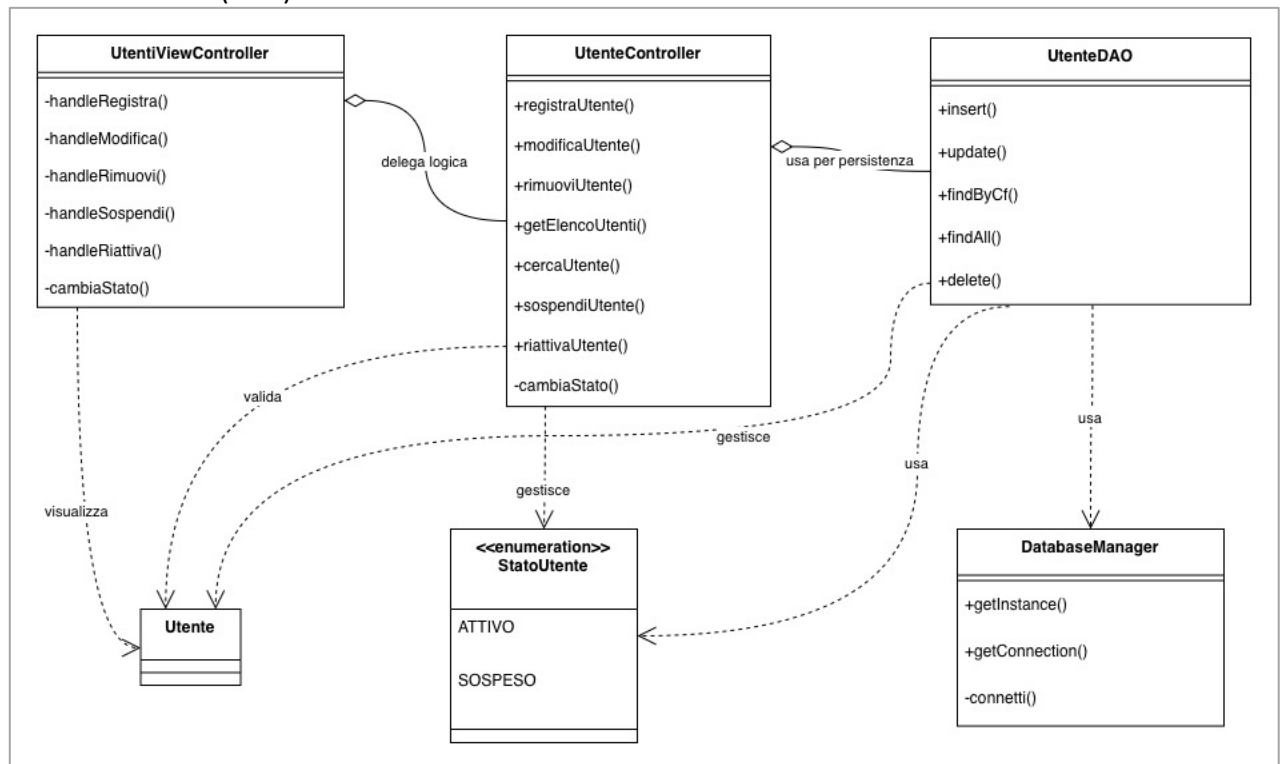 UtentiViewController
-handleRegistra()
-handleModifica()
-handleRimuovi()
-handleSospendi()
-handleRiattiva()
-cambiaStato()
delega logica
UtenteController
+registraUtente()
+modificaUtente()
+rimuoviUtente()
+getElencoUtenti()
+cercaUtente()
+sospendiUtente()
+riattivaUtente()
-cambiaStato()
usa per persistenza
UtenteDAO
+insert()
+update()
+findByCf()
+findAll()
+delete()
valida
gestisce
usa
usa
visualizza
gestisce
Utente
<<enumeration>>
StatoUtente
ATTIVO
SOSPESO
DatabaseManager
+getInstance()
+getConnection()
-connetti()